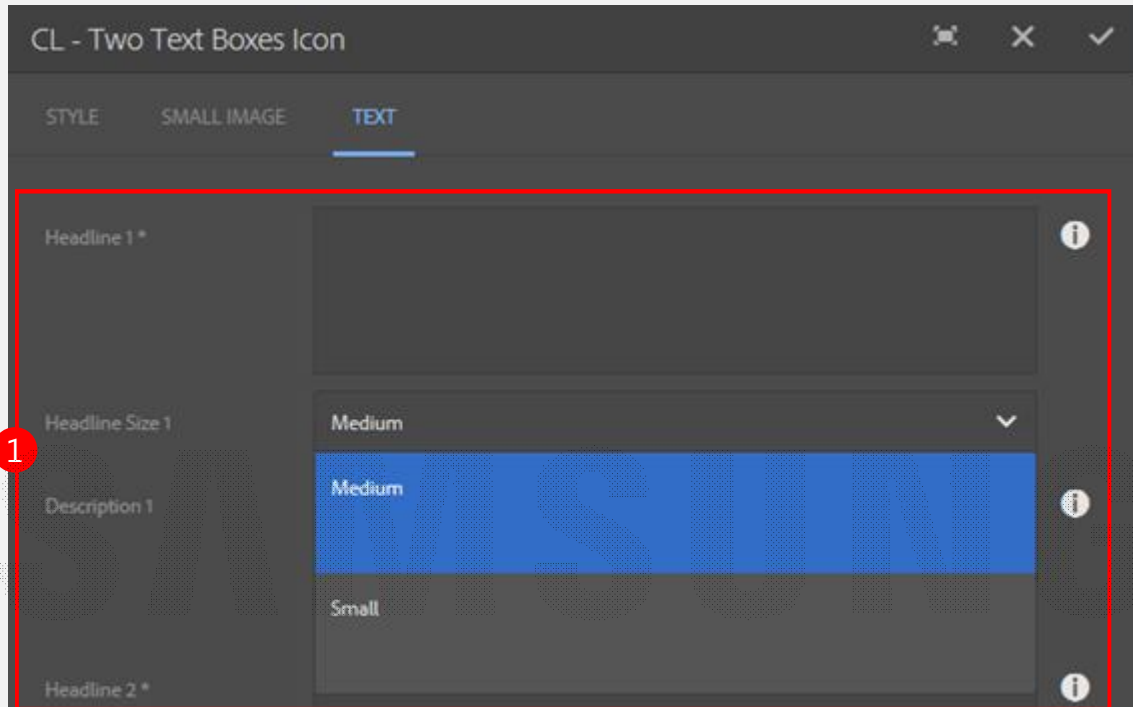 CL - Two Text Boxes Icon
STYLE SMALL IMAGE TEXT
Headline 1 *
Headline Size 1 Medium
1
Medium
Description 1
Small
Headline 2 *
SAMSUNG